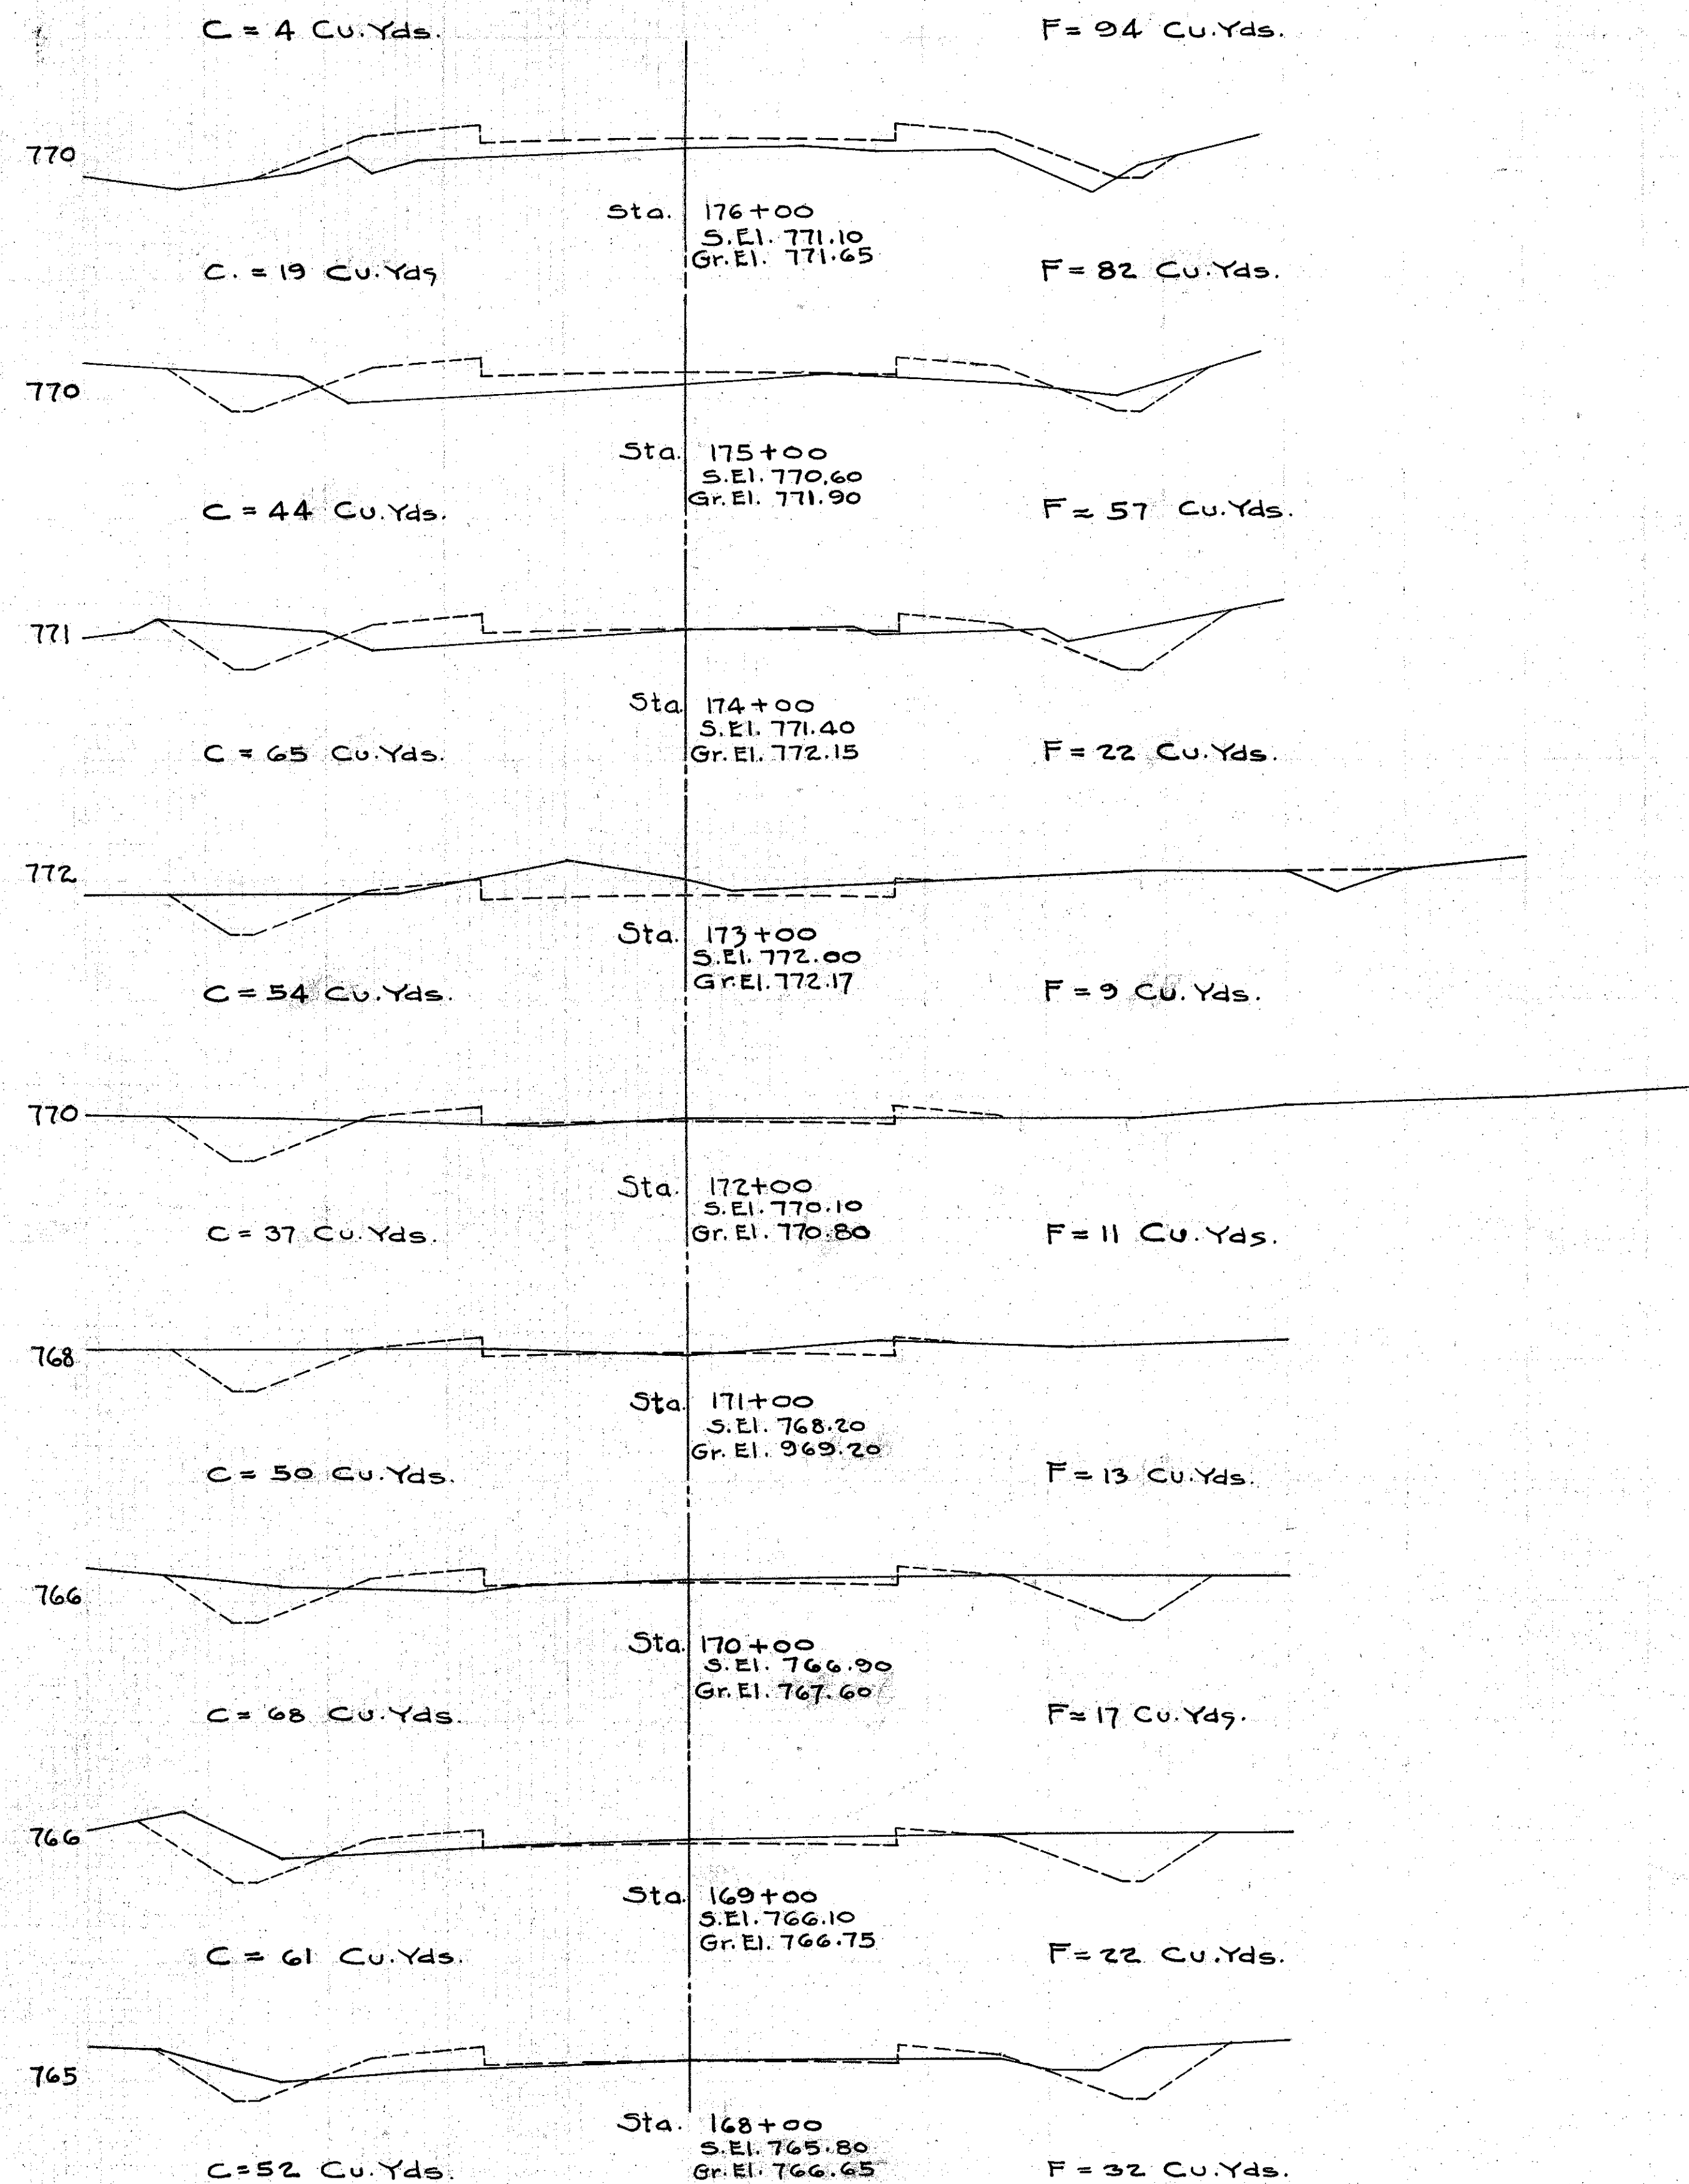 C = 4 Cu.Yds. F = 94 Cu.Yds.
770
Sta. 176+00
S.El. 771.10
Gr.El. 771.65
C. = 19 Cu.Yds F = 82 Cu.Yds.
770
Sta. 175+00
S.El. 770.60
Gr.El. 771.90
C = 44 Cu.Yds. F = 57 Cu.Yds.
771
Sta. 174+00
S.El. 771.40
Gr.El. 772.15
C = 65 Cu.Yds. F = 22 Cu.Yds.
772
Sta. 173+00
S.El. 772.00
Gr.El. 772.17
C = 54 Cu.Yds. F = 9 Cu.Yds.
770
Sta. 172+00
S.El. 770.10
Gr.El. 770.80
C = 37 Cu.Yds. F = 11 Cu.Yds.
768
Sta. 171+00
S.El. 768.20
Gr.El. 969.20
C = 50 Cu.Yds. F = 13 Cu.Yds.
766
Sta. 170+00
S.El. 766.90
Gr.El. 767.60
C = 68 Cu.Yds. F = 17 Cu.Yds.
766
Sta. 169+00
S.El. 766.10
Gr.El. 766.75
C = 61 Cu.Yds. F = 22 Cu.Yds.
765
Sta. 168+00
S.El. 765.80
Gr.El. 766.65
C = 52 Cu.Yds. F = 32 Cu.Yds.